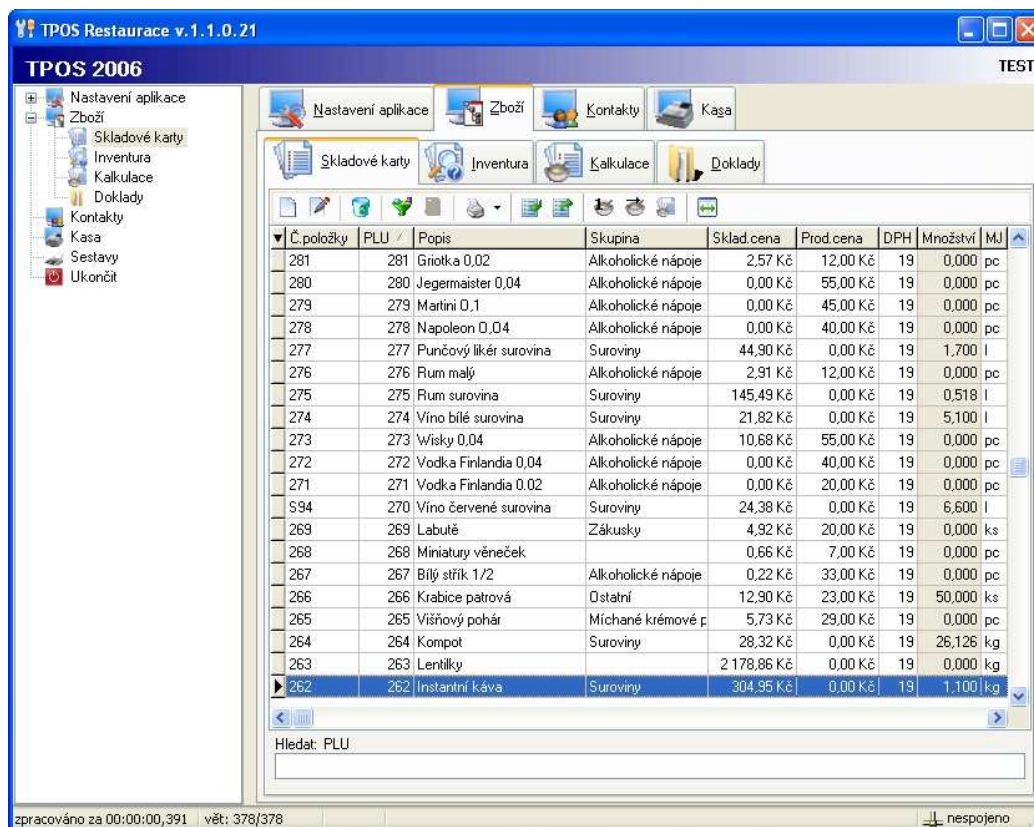 TPOS Restaurace v.1.1.0.21
TPOS 2006 TEST
Nastavení aplikace
Zboží
Skladové karty
Inventura
Kalkulace
Doklady
Kontakty
Kasa
Sestavy
Ukončit
Nastavení aplikace Zboží Kontakty Kasa
Skladové karty Inventura Kalkulace Doklady
Č.položky PLU Popis Skupina Sklad.cena Prod.cena DPH Množství MJ
281 281 Griotka 0,02 Alkoholické nápoje 2,57 Kč 12,00 Kč 19 0,000 pc
280 280 Jegermaister 0,04 Alkoholické nápoje 0,00 Kč 55,00 Kč 19 0,000 pc
279 279 Martini O,1 Alkoholické nápoje 0,00 Kč 45,00 Kč 19 0,000 pc
278 278 Napoleon O,O4 Alkoholické nápoje 0,00 Kč 40,00 Kč 19 0,000 pc
277 277 Punčový likér surovina Suroviny 44,90 Kč 0,00 Kč 19 1,700 l
276 276 Rum malý Alkoholické nápoje 2,91 Kč 12,00 Kč 19 0,000 pc
275 275 Rum surovina Suroviny 145,49 Kč 0,00 Kč 19 0,518 l
274 274 Víno bílé surovina Suroviny 21,82 Kč 0,00 Kč 19 5,100 l
273 273 Wisky 0,04 Alkoholické nápoje 10,68 Kč 55,00 Kč 19 0,000 pc
272 272 Vodka Finlandia 0,04 Alkoholické nápoje 0,00 Kč 40,00 Kč 19 0,000 pc
271 271 Vodka Finlandia 0.02 Alkoholické nápoje 0,00 Kč 20,00 Kč 19 0,000 pc
S94 270 Víno červené surovina Suroviny 24,38 Kč 0,00 Kč 19 6,600 l
269 269 Labutě Zákusky 4,92 Kč 20,00 Kč 19 0,000 ks
268 268 Miniatury věneček 0,66 Kč 7,00 Kč 19 0,000 pc
267 267 Bílý střik 1/2 Alkoholické nápoje 0,22 Kč 33,00 Kč 19 0,000 pc
266 266 Krabice patrová Ostatní 12,90 Kč 23,00 Kč 19 50,000 ks
265 265 Višňový pohár Míchané krémové p 5,73 Kč 29,00 Kč 19 0,000 pc
264 264 Kompot Suroviny 28,32 Kč 0,00 Kč 19 26,126 kg
263 263 Lentilky 2 178,86 Kč 0,00 Kč 19 0,000 kg
262 262 Instantní káva Suroviny 304,95 Kč 0,00 Kč 19 1,100 kg
Hledat: PLU
zpracováno za 00:00:00,391 vět: 378/378 nespojeno